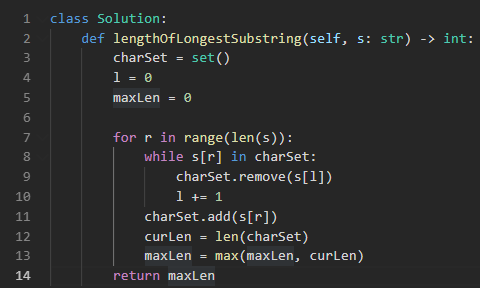 1 class Solution:
2     def lengthOfLongestSubstring(self, s: str) -> int:
3         charSet = set()
4         l = 0
5         maxLen = 0
6
7         for r in range(len(s)):
8             while s[r] in charSet:
9                 charSet.remove(s[l])
10                 l += 1
11             charSet.add(s[r])
12             curLen = len(charSet)
13             maxLen = max(maxLen, curLen)
14         return maxLen